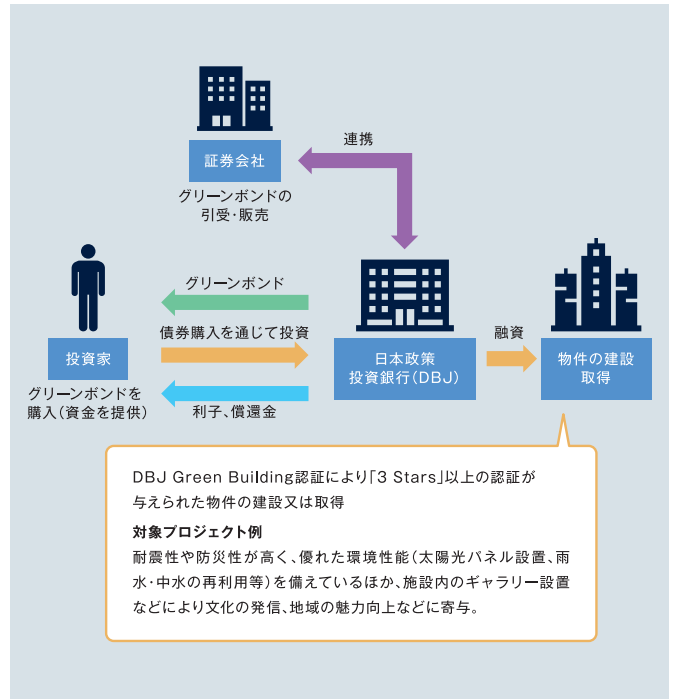 連携
証券会社
グリーンボンドの
引受・販売
グリーンボンド
債券購入を通じて投資
融資
投資家
日本政策
投資銀行(DBJ)
物件の建設
取得
グリーンボンドを
購入(資金を提供)
利子、償還金
DBJ Green Building認証により「3 Stars」以上の認証が
与えられた物件の建設又は取得
対象プロジェクト例
耐震性や防災性が高く、優れた環境性能(太陽光パネル設置、雨
水・中水の再利用等)を備えているほか、施設内のギャラリー設置
などにより文化の発信、地域の魅力向上などに寄与。